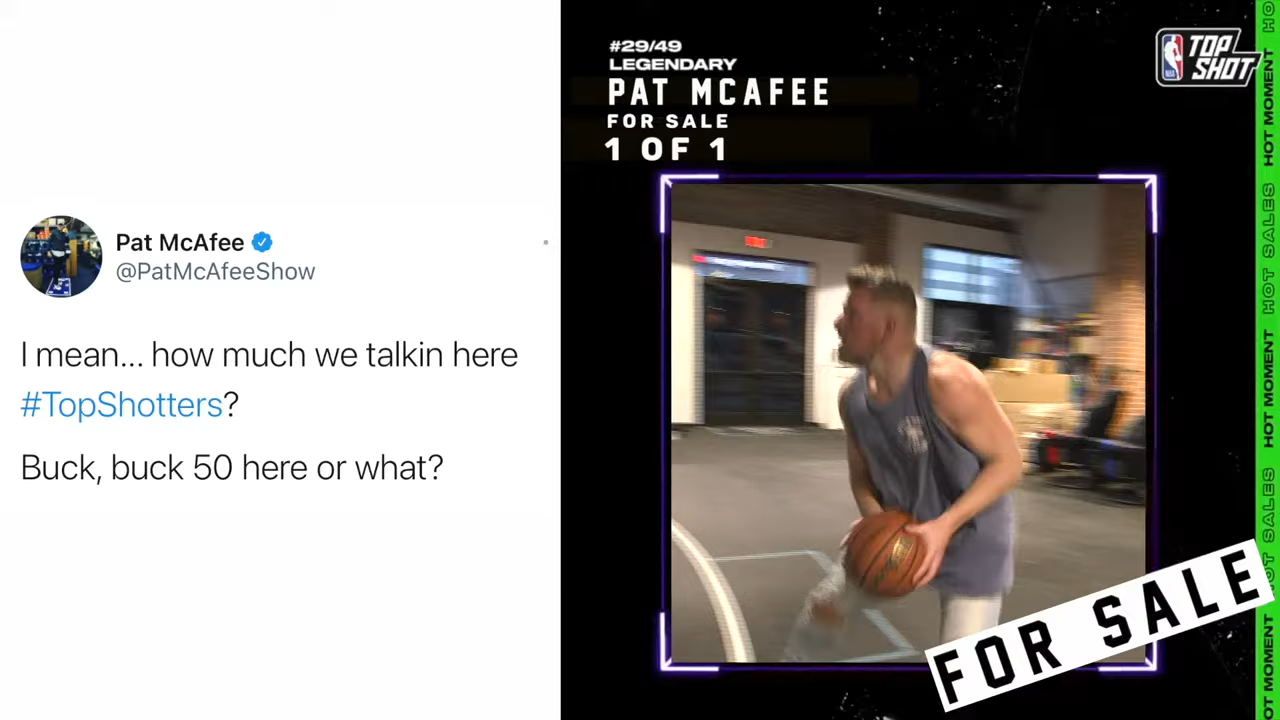 Pat McAfee
@PatMcAfeeShow
I mean... how much we talkin here
#TopShotters?
Buck, buck 50 here or what?
#29/49
LEGENDARY
PAT MCAFEE
FOR SALE
1 OF 1
NBA
TOP
SHOT
FOR SALE
HOT MOMENT
HOT SALES
HOT MOMENT
HOT SALES
HOT MOMENT